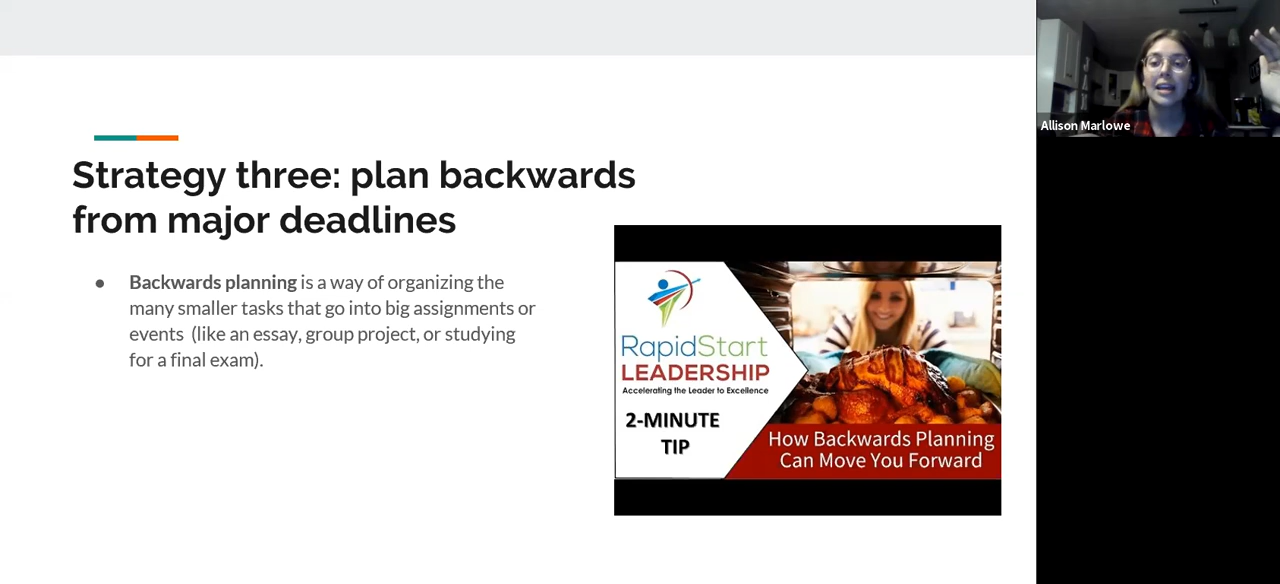 Strategy three: plan backwards
from major deadlines
● Backwards planning is a way of organizing the
many smaller tasks that go into big assignments or
events (like an essay, group project, or studying
for a final exam).
RapidStart
LEADERSHIP
Accelerating the Leader to Excellence
2-MINUTE
TIP
How Backwards Planning
Can Move You Forward
Allison Marlowe